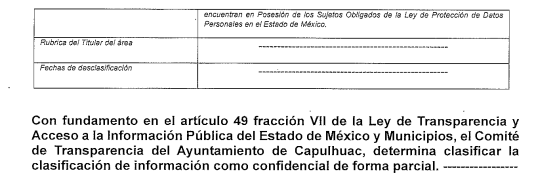 encuentran en Posesión de los Sujetos Obligados de la Ley de Protección de Datos
Personales en el Estado de México.
Rubrica del Titular del área
--------------------------------------------------
Fechas de desclasificación
--------------------------------------------------
Con fundamento en el artículo 49 fracción VII de la Ley de Transparencia y
Acceso a la Información Pública del Estado de México y Municipios, el Comité
de Transparencia del Ayuntamiento de Capulhuac, determina clasificar la
clasificación de información como confidencial de forma parcial. -----------------